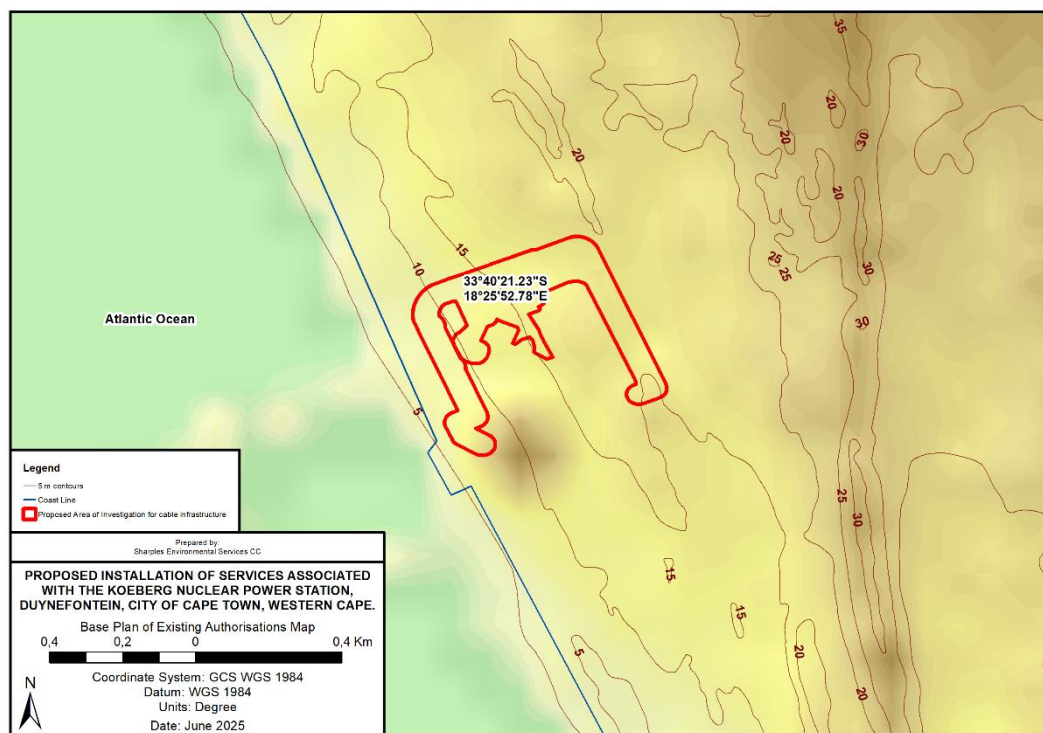 35
20
30
20
20
20
20
30
15
10
25
25
33°40'21.23"S
18°25'52.78"E
Atlantic Ocean
30
5
Legend
5 m contours
Coast Line
Proposed Area of Investigation for cable infrastructure
25
30
Prepared by:
Sharples Environmental Services CC
PROPOSED INSTALLATION OF SERVICES ASSOCIATED
WITH THE KOEBERG NUCLEAR POWER STATION,
DUYNEFONTEIN, CITY OF CAPE TOWN, WESTERN CAPE.
Base Plan of Existing Authorisations Map
0,4 0,2 0 0,4 Km
Coordinate System: GCS WGS 1984
Datum: WGS 1984
Units: Degree
Date: June 2025
N
15
15
5
20
20
20